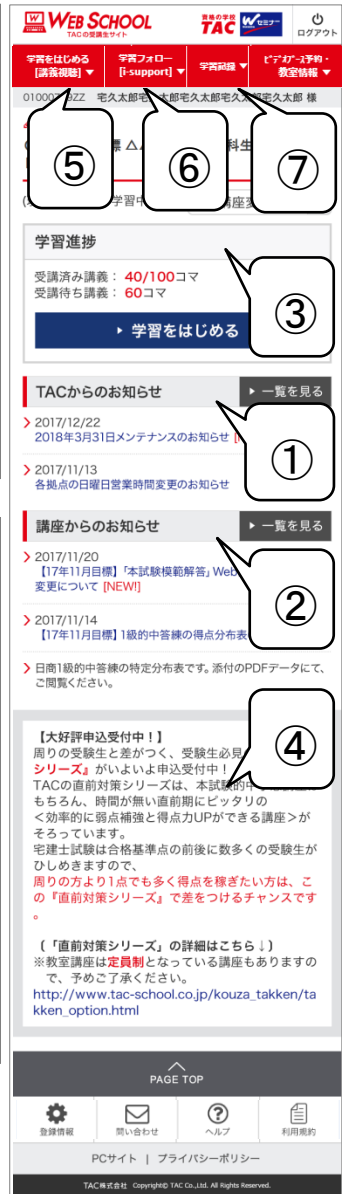 WEB SCHOOL
TACの受講生サイト
資格の学校
TAC
Wセミナー
ログアウト
学習をはじめる
[講義視聴] ▼
学習フォロー
[i-support] ▼
学習記録 ▼
ビデオブース予約・
教室情報 ▼
⑤
⑥
⑦
学習進捗
受講済み講義： 40/100コマ
受講待ち講義： 60コマ
③
学習をはじめる
TACからのお知らせ
一覧を見る
2017/12/22
2018年3月31日メンテナンスのお知らせ
2017/11/13
各拠点の日曜日営業時間変更のお知らせ
①
講座からのお知らせ
一覧を見る
2017/11/20
【17年11月目標】「本試験模範解答」Web
変更について [NEW!]
2017/11/14
【17年11月目標】1級的中答練の得点分布表
②
日商1級的中答練の特定分布表です。添付のPDFデータにて、
ご閲覧ください。
【大好評申込受付中！】
周りの受験生と差がつく、受験生必見
シリーズ』がいよいよ申込受付中！
TACの直前対策シリーズは、本試験的中
もちろん、時間が無い直前期にピッタリの
＜効率的に弱点補強と得点力UPができる講座＞が
そろっています。
宅建士試験は合格基準点の前後に数多くの受験生が
ひしめきますので、
周りの方より1点でも多く得点を稼ぎたい方は、こ
の『直前対策シリーズ』で差をつけるチャンスです
。
④
(「直前対策シリーズ」の詳細はこちら↓)
※教室講座は定員制となっている講座もありますの
で、予めご了承ください。
http://www.tac-school.co.jp/kouza_takken/ta
kken_option.html
PAGE TOP
登録情報
問い合わせ
ヘルプ
利用規約
PCサイト | プライバシーポリシー
TAC株式会社 Copyright© TAC Co.,Ltd. All Rights Reserved.